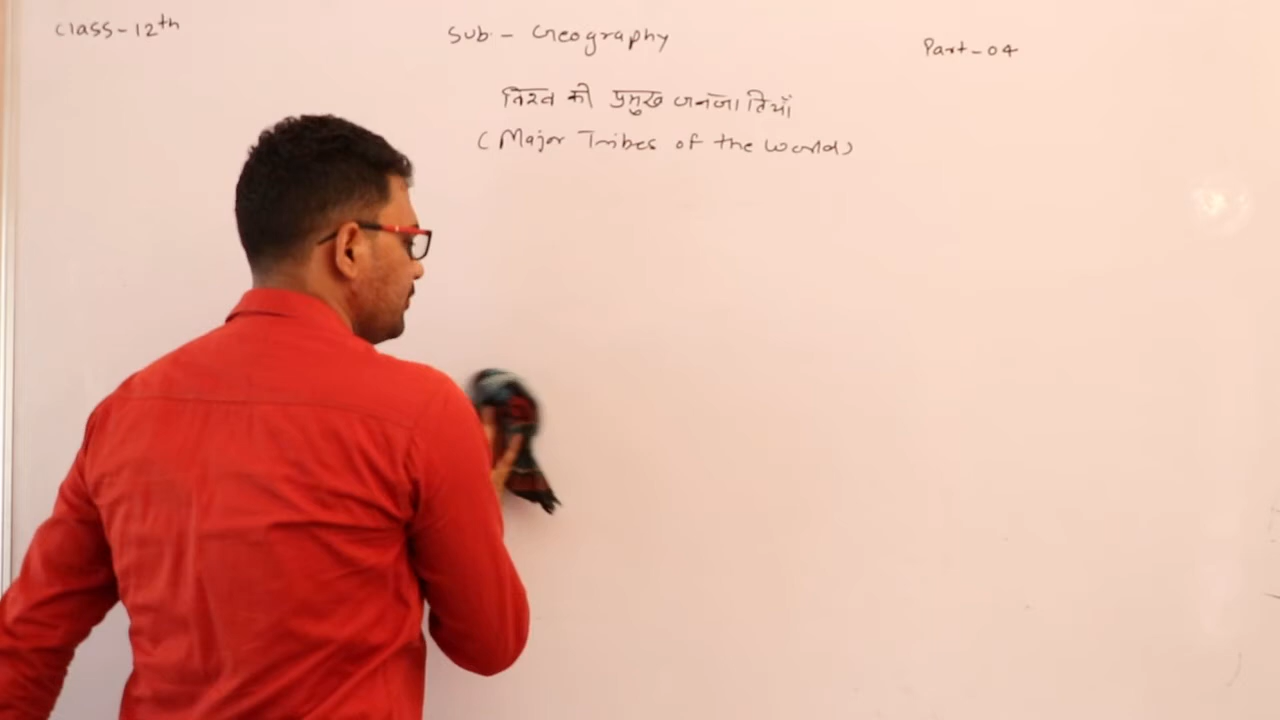 Class-12th
Sub:- Geography
Part-04
विश्व की प्रमुख जनजातियाँ
(Major Tribes of the World)